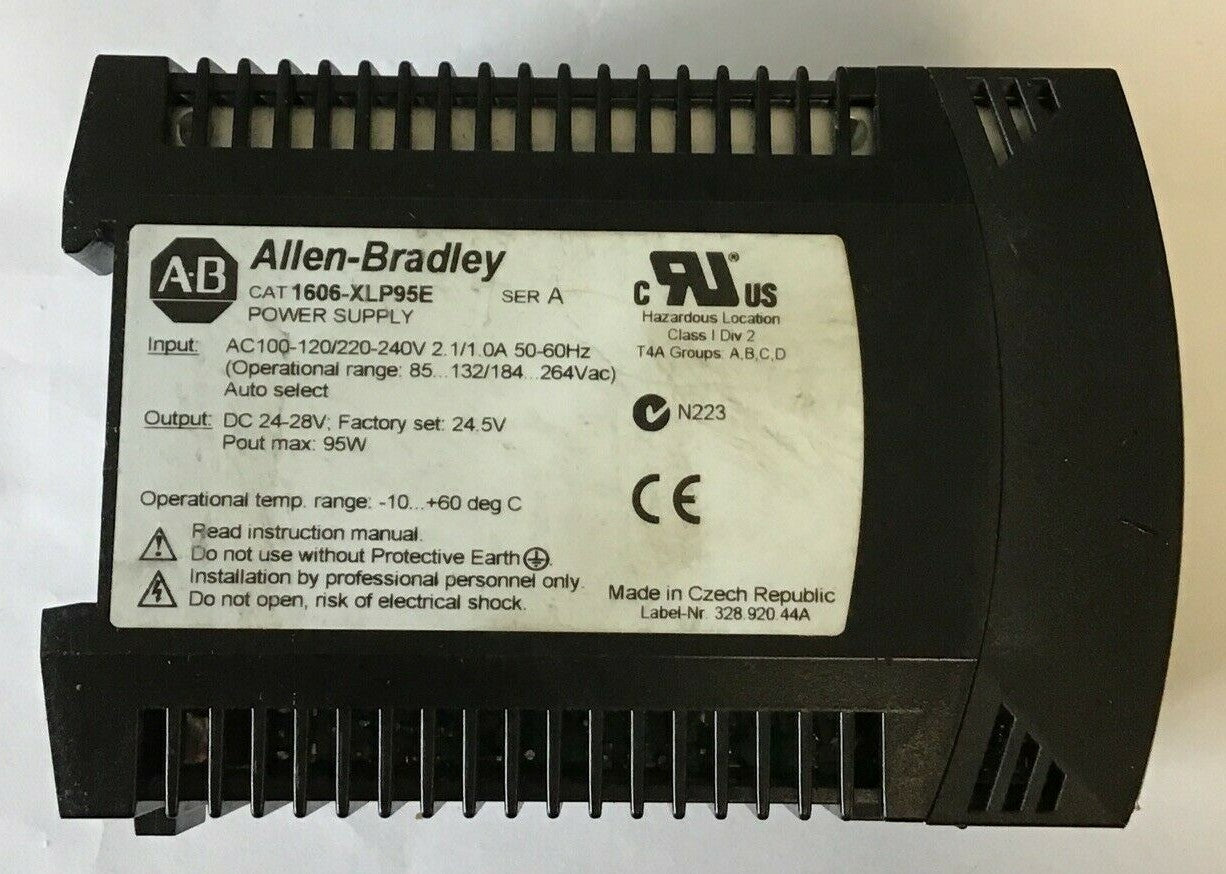 A-B Allen-Bradley
CAT 1606-XLP95E SER A
POWER SUPPLY
Input: AC100-120/220-240V 2.1/1.0A 50-60Hz
(Operational range: 85...132/184...264Vac)
Auto select
Output: DC 24-28V; Factory set: 24.5V
Pout max: 95W
Operational temp. range: -10...+60 deg C
Read instruction manual.
Do not use without Protective Earth.
Installation by professional personnel only.
Do not open, risk of electrical shock.
C RU ® US
Hazardous Location
Class I Div 2
T4A Groups: A,B,C,D
N223
CE
Made in Czech Republic
Label-Nr. 328.920.44A